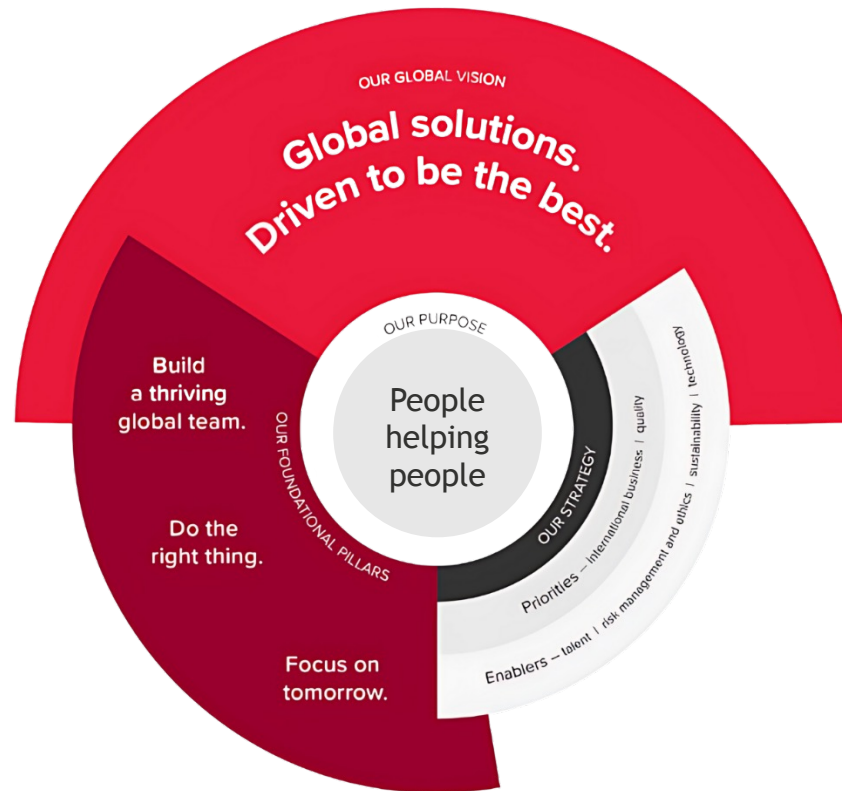 OUR GLOBAL VISION
Global solutions.
Driven to be the best.
OUR PURPOSE
People
helping
people
OUR FOUNDATIONAL PILLARS
Build
a thriving
global team.
Do the
right thing.
Focus on
tomorrow.
OUR STRATEGY
Priorities – international business | quality
Enablers – talent | risk management and ethics | sustainability | technology